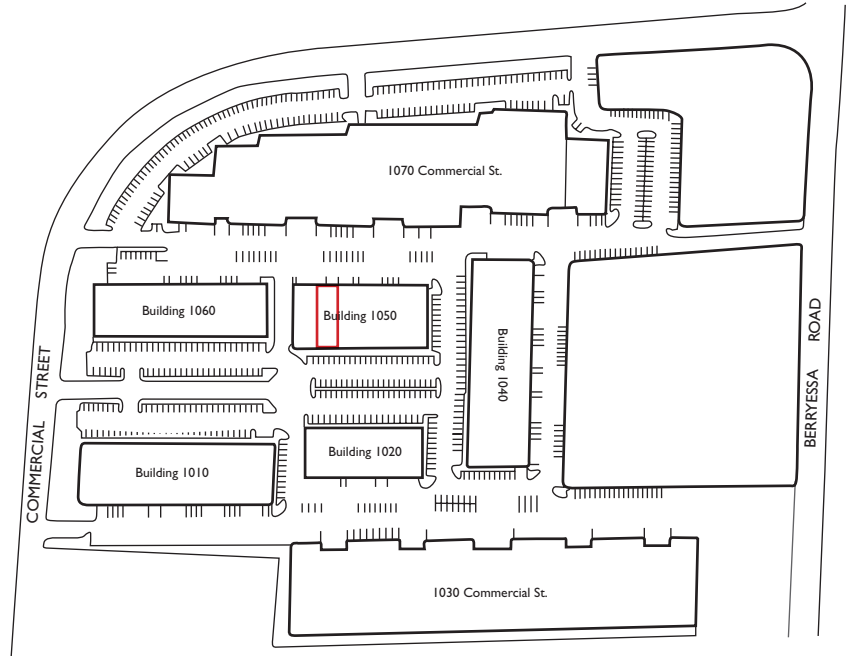 1070 Commercial St.
Building 1060
Building 1050
Building 1040
COMMERCIAL STREET
BERRYESSA ROAD
Building 1020
Building 1010
1030 Commercial St.